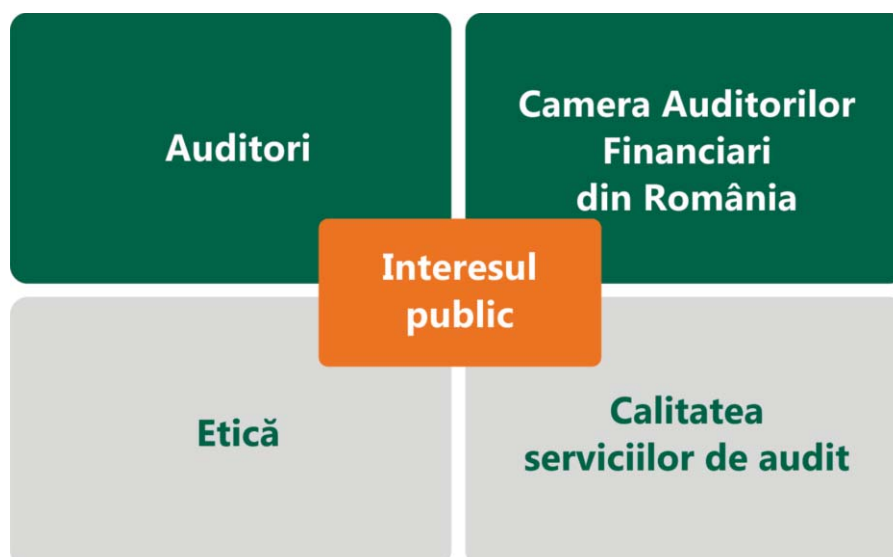 Auditori
Camera Auditorilor
Financiari
din România
Interesul
public
Etică
Calitatea
serviciilor de audit